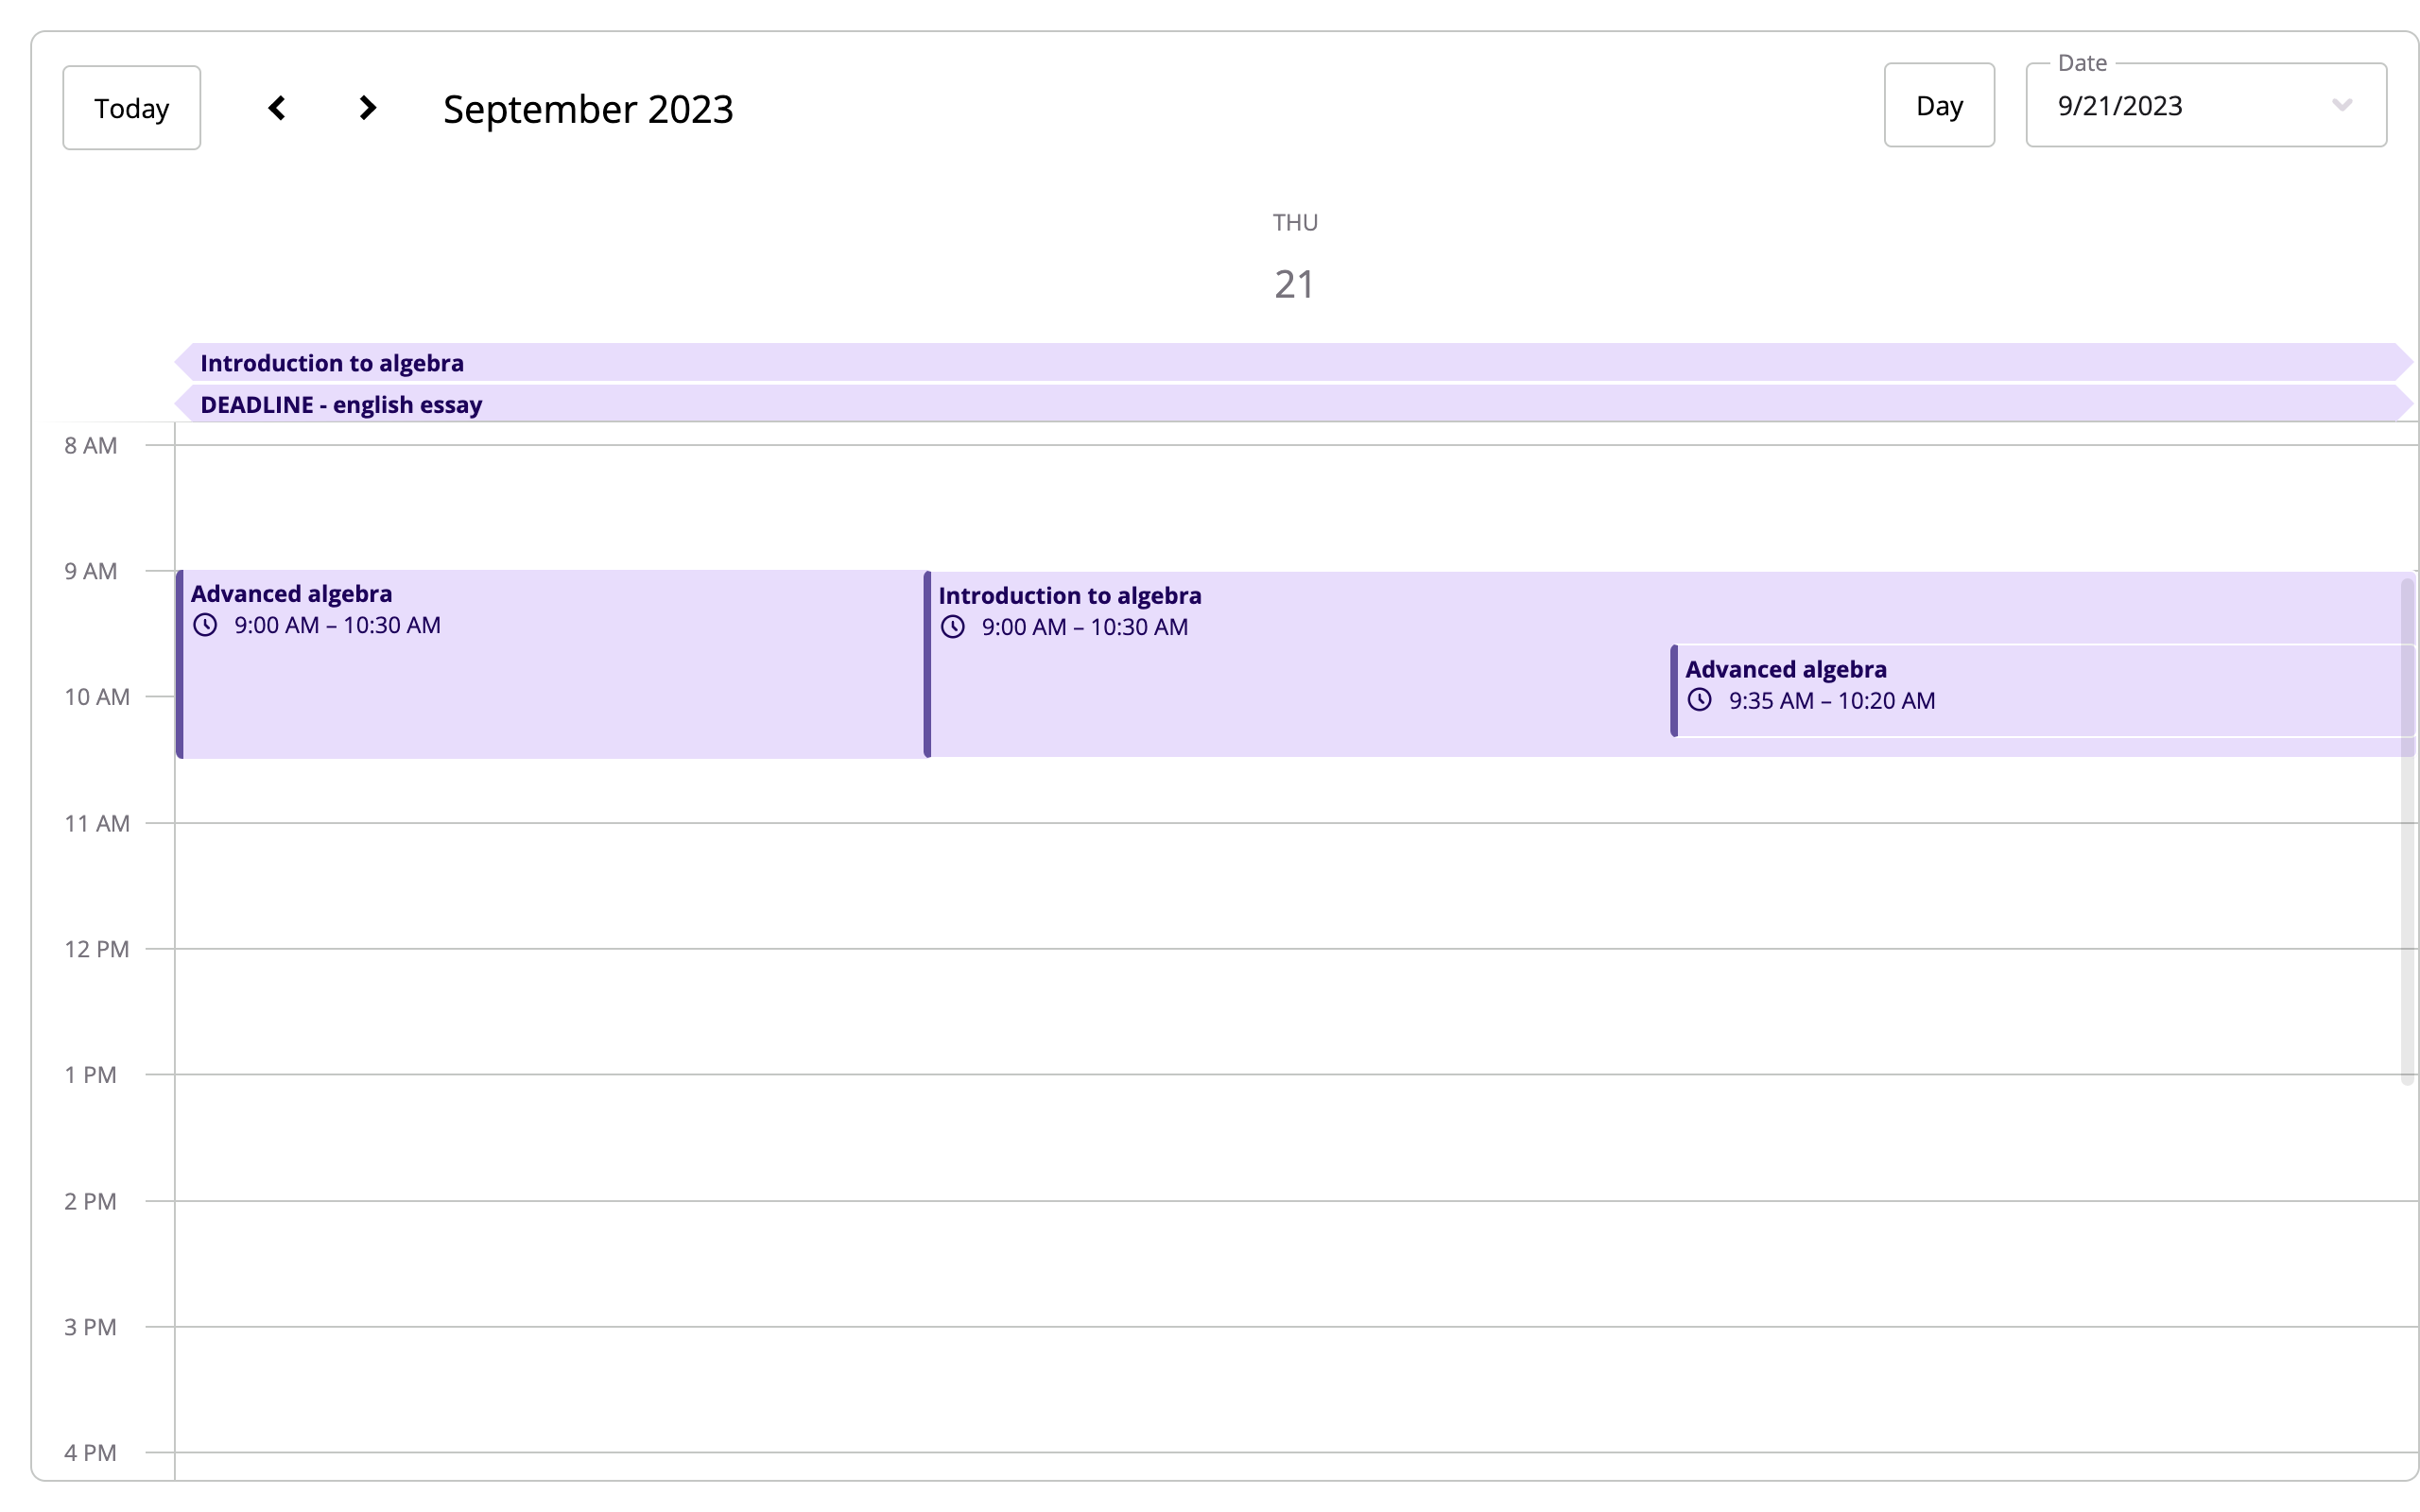 Today
September 2023
Day
Date
9/21/2023
THU
21
Introduction to algebra
DEADLINE - english essay
8 AM
9 AM
Advanced algebra
9:00 AM – 10:30 AM
Introduction to algebra
9:00 AM – 10:30 AM
Advanced algebra
9:35 AM – 10:20 AM
10 AM
11 AM
12 PM
1 PM
2 PM
3 PM
4 PM